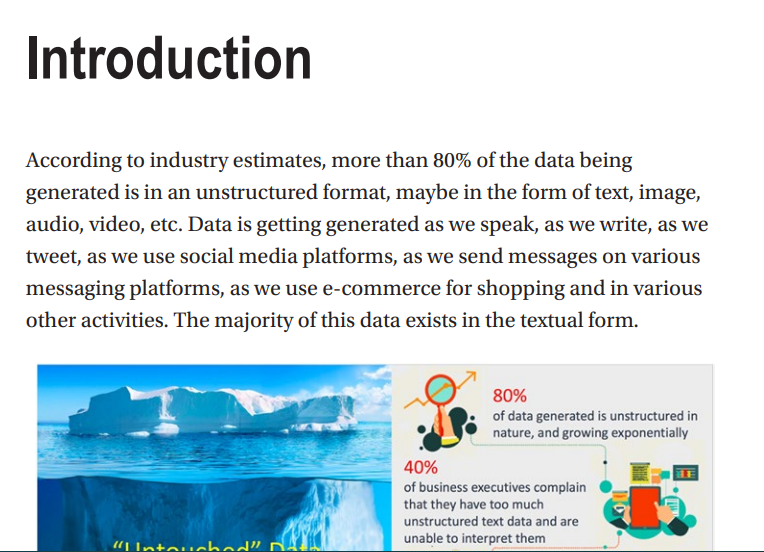 Introduction
According to industry estimates, more than 80% of the data being
generated is in an unstructured format, maybe in the form of text, image,
audio, video, etc. Data is getting generated as we speak, as we write, as we
tweet, as we use social media platforms, as we send messages on various
messaging platforms, as we use e-commerce for shopping and in various
other activities. The majority of this data exists in the textual form.
80%
of data generated is unstructured in
nature, and growing exponentially
40%
of business executives complain
that they have too much
unstructured text data and are
unable to interpret them
“Untouched” Data